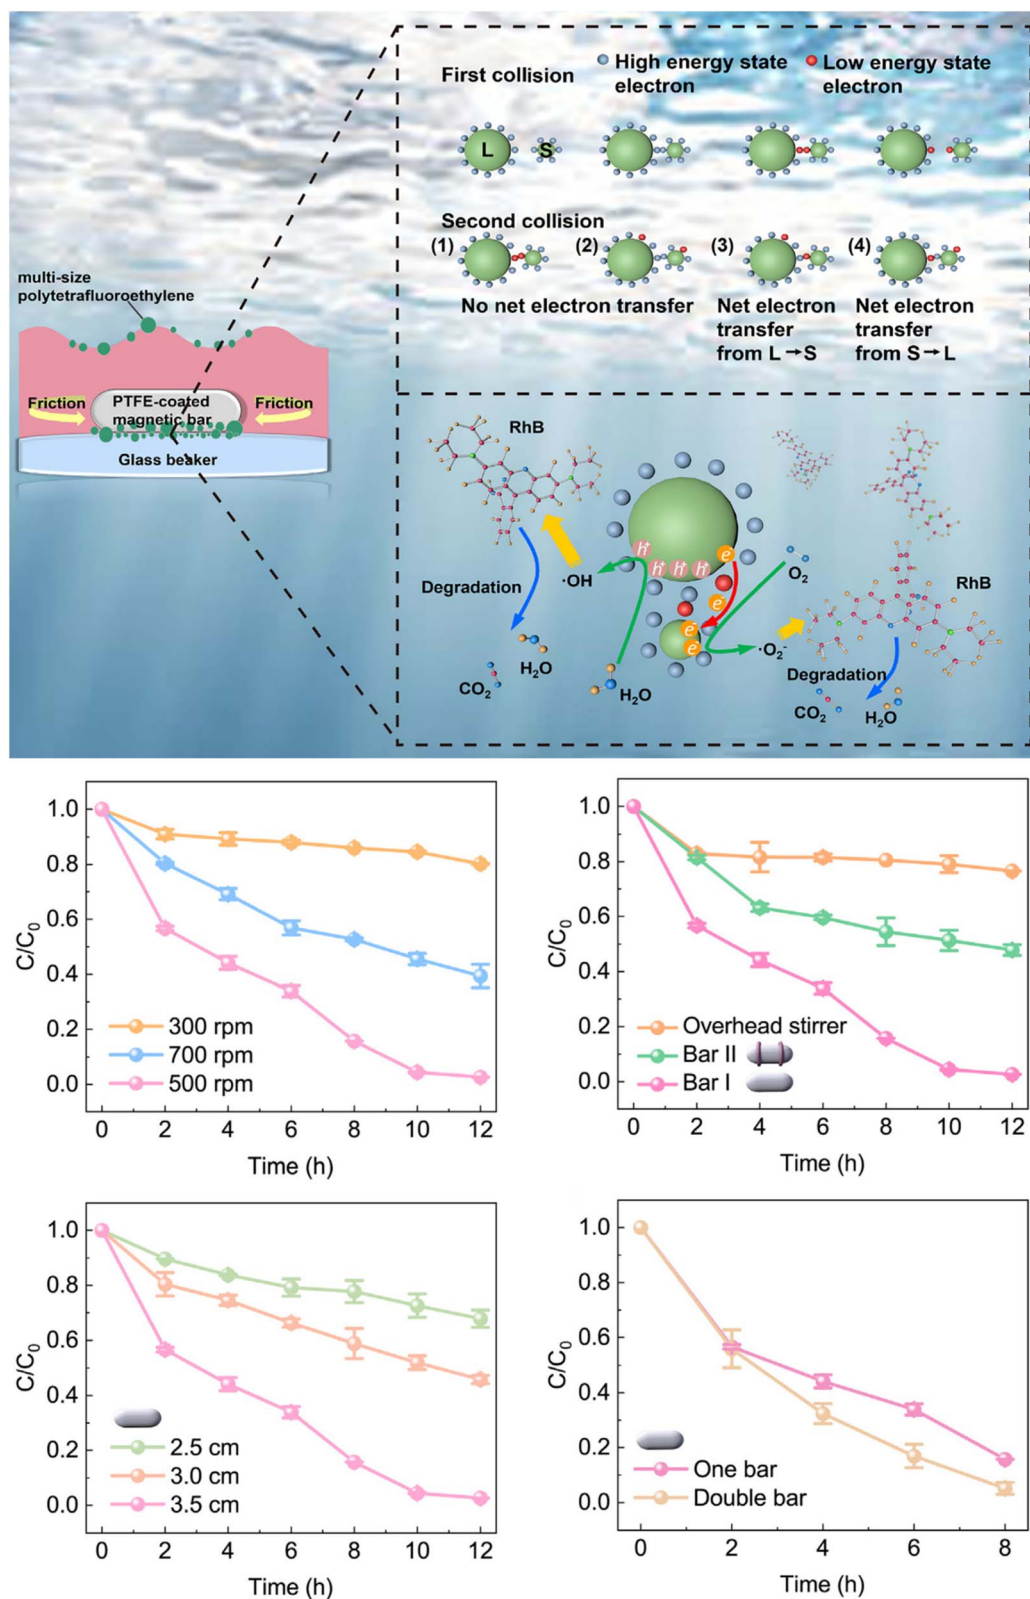 First collision
High energy state
electron
Low energy state
electron
L
S
Second collision
(1)
(2)
(3)
(4)
No net electron transfer
Net electron
transfer
from L→S
Net electron
transfer
from S→L
multi-size
polytetrafluoroethylene
Friction
PTFE-coated
magnetic bar
Friction
Glass beaker
RhB
Degradation
·OH
H₂O
CO₂
H₂O
h⁺
h⁺
h⁺
h⁺
e⁻
e⁻
e⁻
e⁻
O₂
·O₂⁻
RhB
Degradation
CO₂
H₂O
C/C₀
1.0
0.8
0.6
0.4
0.2
0.0
300 rpm
700 rpm
500 rpm
0 2 4 6 8 10 12
Time (h)
C/C₀
1.0
0.8
0.6
0.4
0.2
0.0
Overhead stirrer
Bar II
Bar I
0 2 4 6 8 10 12
Time (h)
C/C₀
1.0
0.8
0.6
0.4
0.2
0.0
2.5 cm
3.0 cm
3.5 cm
0 2 4 6 8 10 12
Time (h)
C/C₀
1.0
0.8
0.6
0.4
0.2
0.0
One bar
Double bar
0 2 4 6 8
Time (h)